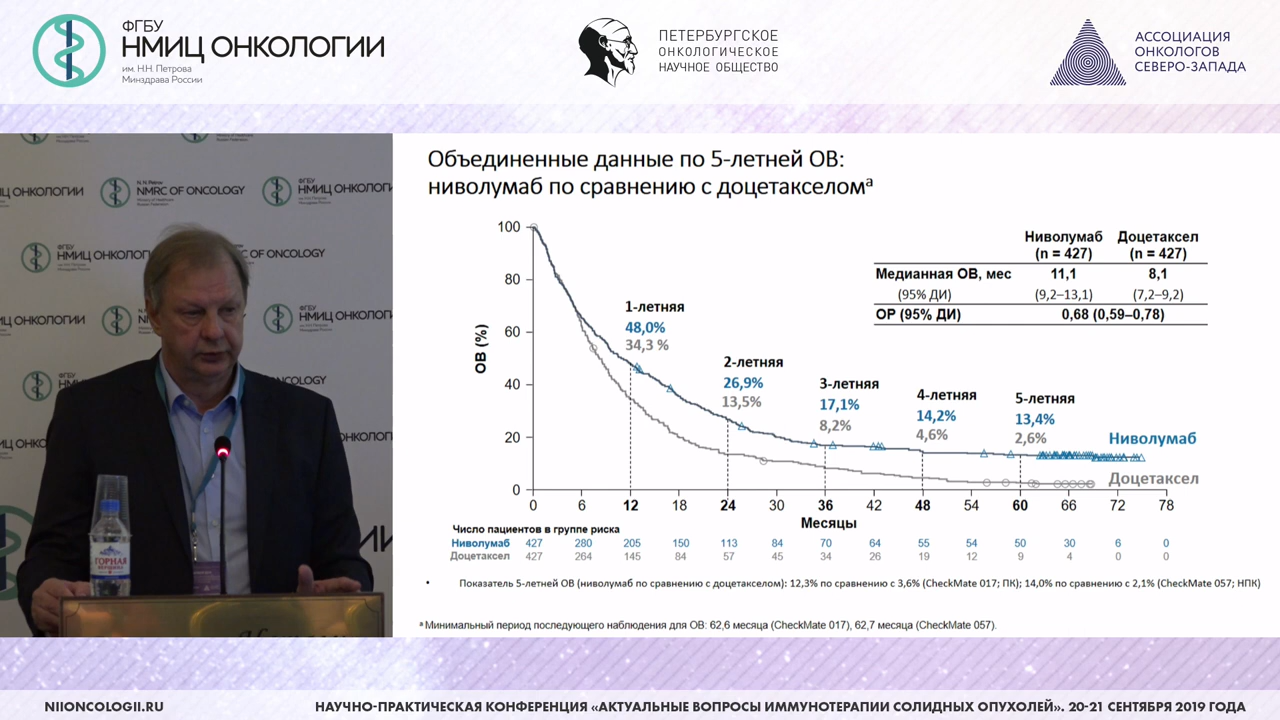 ФГБУ
НМИЦ ОНКОЛОГИИ
им. Н.Н. Петрова
Минздрава России
ПЕТЕРБУРГСКОЕ
ОНКОЛОГИЧЕСКОЕ
НАУЧНОЕ ОБЩЕСТВО
АССОЦИАЦИЯ
ОНКОЛОГОВ
СЕВЕРО-ЗАПАДА
NMRC OF ONCOLOGY
ФГБУ
НМИЦ ОНКОЛОГИИ
ГОРНАЯ
Объединенные данные по 5-летней ОВ:
ниволумаб по сравнению с доцетакселомᵃ
Ниволумаб Доцетаксел
(n = 427) (n = 427)
Медианная ОВ, мес 11,1 8,1
(95% ДИ) (9,2–13,1) (7,2–9,2)
ОР (95% ДИ) 0,68 (0,59–0,78)
ОВ (%)
100
80
60
40
20
0
1-летняя
48,0%
34,3 %
2-летняя
26,9%
13,5%
3-летняя
17,1%
8,2%
4-летняя
14,2%
4,6%
5-летняя
13,4%
2,6%
Ниволумаб
Доцетаксел
0 6 12 18 24 30 36 42 48 54 60 66 72 78
Месяцы
Число пациентов в группе риска
Ниволумаб 427 280 205 150 113 84 70 64 55 54 50 30 6 0
Доцетаксел 427 264 145 84 57 45 34 26 19 12 9 4 0 0
• Показатель 5-летней ОВ (ниволумаб по сравнению с доцетакселом): 12,3% по сравнению с 3,6% (CheckMate 017; ПК); 14,0% по сравнению с 2,1% (CheckMate 057; НПК)
ᵃ Минимальный период последующего наблюдения для ОВ: 62,6 месяца (CheckMate 017), 62,7 месяца (CheckMate 057).
NIIONCOLOGII.RU
НАУЧНО-ПРАКТИЧЕСКАЯ КОНФЕРЕНЦИЯ «АКТУАЛЬНЫЕ ВОПРОСЫ ИММУНОТЕРАПИИ СОЛИДНЫХ ОПУХОЛЕЙ». 20-21 СЕНТЯБРЯ 2019 ГОДА